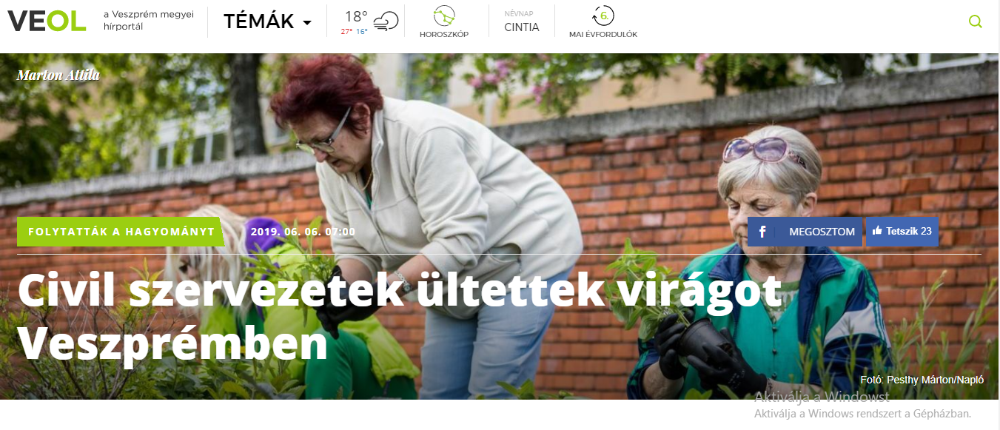 VEOL
a Veszprém megyei
hírportál
TÉMÁK
18°
27° 16°
HOROSZKÓP
NÉVNAP
CINTIA
6.
MAI ÉVFORDULÓK
Marton Attila
FOLYTATTÁK A HAGYOMÁNYT
2019. 06. 06. 07:00
f MEGOSZTOM
Tetszik 23
Civil szervezetek ültettek virágot
Veszprémben
Fotó: Pesthy Márton/Napló
Aktiválja a Windowst
Aktiválja a Windows rendszert a Gépházban.